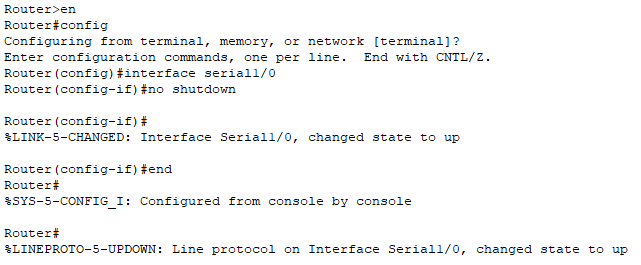 Router>en
Router#config
Configuring from terminal, memory, or network [terminal]?
Enter configuration commands, one per line.  End with CNTL/Z.
Router(config)#interface serial1/0
Router(config-if)#no shutdown
Router(config-if)#
%LINK-5-CHANGED: Interface Serial1/0, changed state to up
Router(config-if)#end
Router#
%SYS-5-CONFIG_I: Configured from console by console
Router#
%LINEPROTO-5-UPDOWN: Line protocol on Interface Serial1/0, changed state to up